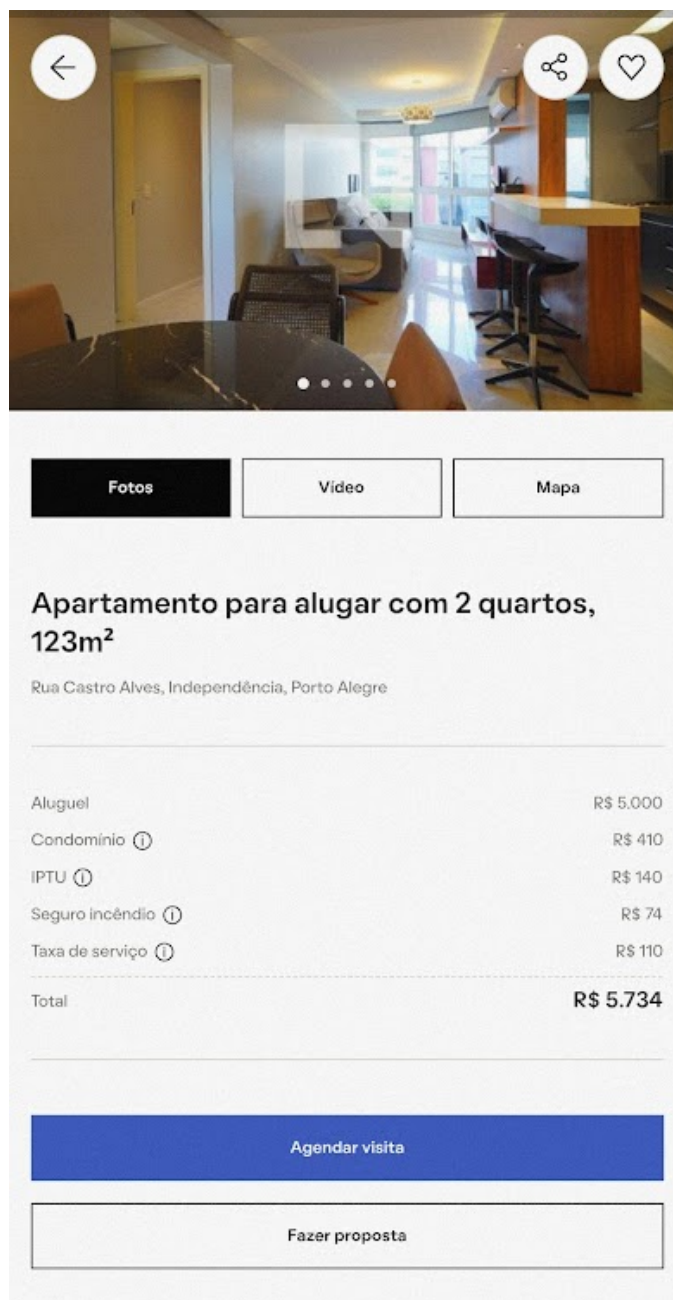 Fotos
Vídeo
Mapa
Apartamento para alugar com 2 quartos,
123m²
Rua Castro Alves, Independência, Porto Alegre
Aluguel R$ 5.000
Condomínio R$ 410
IPTU R$ 140
Seguro incêndio R$ 74
Taxa de serviço R$ 110
Total R$ 5.734
Agendar visita
Fazer proposta